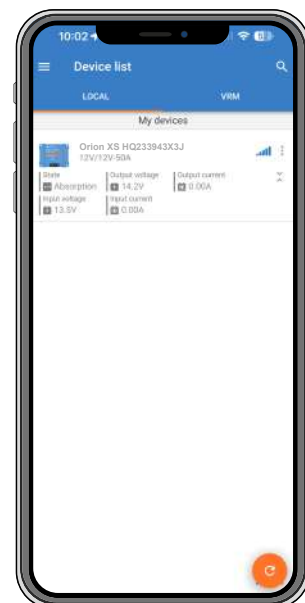 10:02
Device list
LOCAL VRM
My devices
Orion XS HQ233943X3J
12V/12V-50A
State Output voltage Output current
Absorption 14.2V 0.00A
Input voltage Input current
13.5V 0.00A